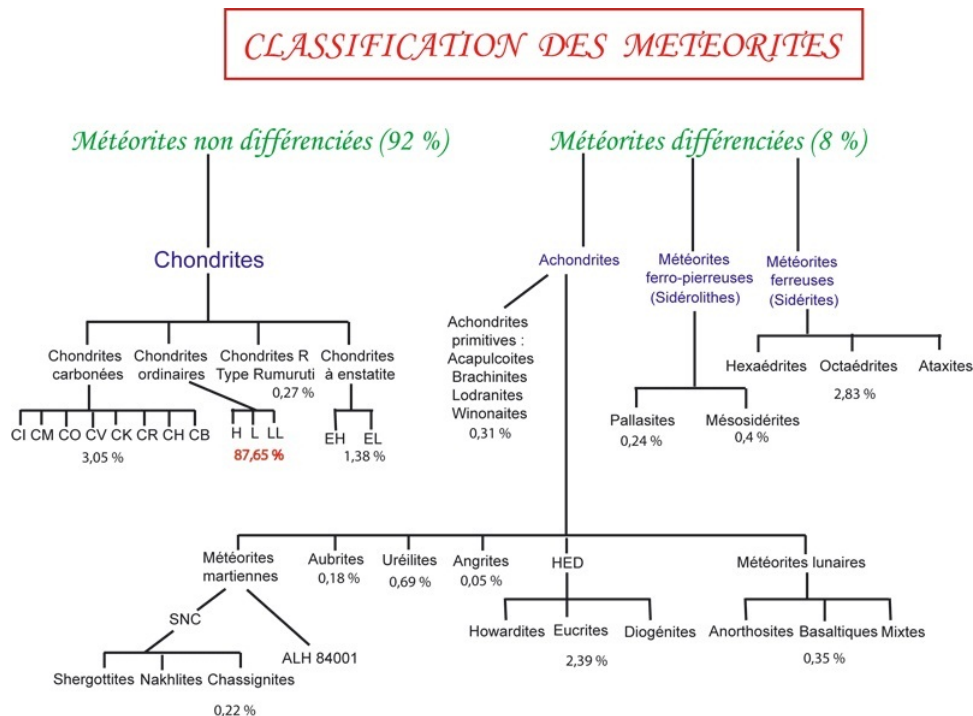 CLASSIFICATION DES METEORITES
Météorites non différenciées (92 %)
Météorites différenciées (8 %)
Chondrites
Achondrites
Météorites
ferro-pierreuses
(Sidérolithes)
Météorites
ferreuses
(Sidérites)
Chondrites
carbonées
Chondrites
ordinaires
Chondrites R
Type Rumuruti
0,27 %
Chondrites
à enstatite
CI CM CO CV CK CR CH CB
3,05 %
H L LL
87,65 %
EH EL
1,38 %
Achondrites
primitives :
Acapulcoites
Brachinites
Lodranites
Winonaites
0,31 %
Pallasites
0,24 %
Mésosidérites
0,4 %
Hexaédrites
Octaédrites
Ataxites
2,83 %
Météorites
martiennes
Aubrites
0,18 %
Uréilites
0,69 %
Angrites
0,05 %
HED
Météorites lunaires
SNC
ALH 84001
Shergottites Nakhlites Chassignites
0,22 %
Howardites Eucrites Diogénites
2,39 %
Anorthosites Basaltiques Mixtes
0,35 %